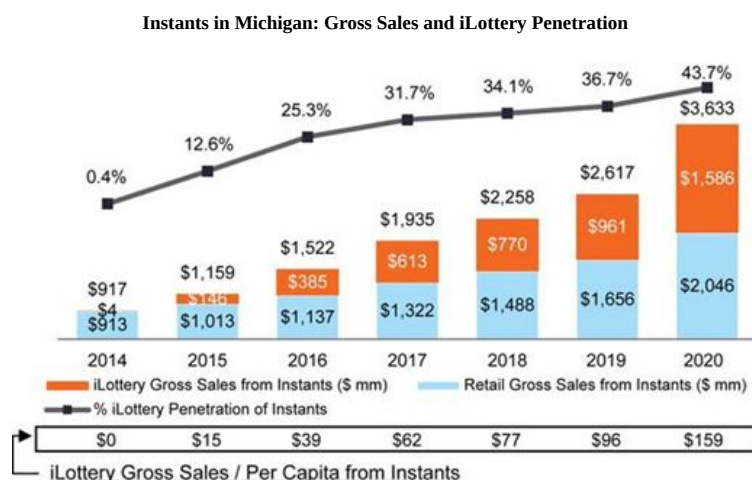 Instants in Michigan: Gross Sales and iLottery Penetration
0.4% 12.6% 25.3% 31.7% 34.1% 36.7% 43.7%
$917 $1,159 $1,522 $1,935 $2,258 $2,617 $3,633
$4 $146 $385 $613 $770 $961 $1,586
$913 $1,013 $1,137 $1,322 $1,488 $1,656 $2,046
2014 2015 2016 2017 2018 2019 2020
iLottery Gross Sales from Instants ($ mm) Retail Gross Sales from Instants ($ mm)
% iLottery Penetration of Instants
$0 $15 $39 $62 $77 $96 $159
iLottery Gross Sales / Per Capita from Instants